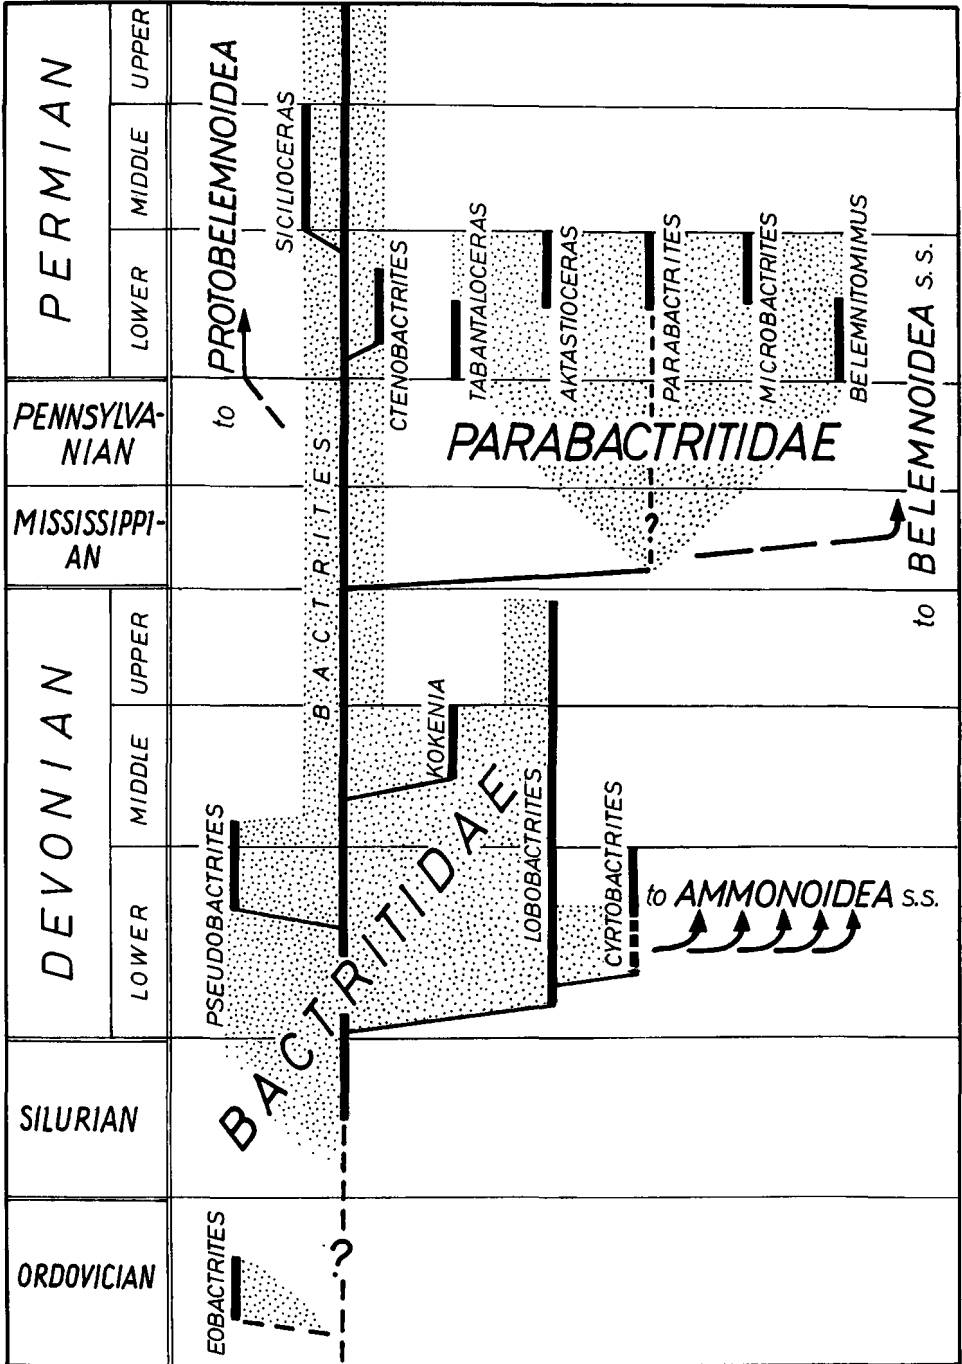 PERMIAN
UPPER
MIDDLE
LOWER
PENNSYLVA-
NIAN
MISSISSIPPI-
AN
DEVONIAN
UPPER
MIDDLE
LOWER
SILURIAN
ORDOVICIAN
to PROTOBELEMNOIDEA
SICILIOCERAS
CTENOBACTRITES
TABANTALOCERAS
AKTASTIOCERAS
PARABACTRITES
MICROBACTRITES
BELEMNITOMIMUS
PARABACTRITIDAE
?
to BELEMNOIDEA s.s.
BACTRITES
KOKENIA
PSEUDOBACTRITES
LOBOBACTRITES
CYRTOBACTRITES
to AMMONOIDEA s.s.
BACTRITIDAE
EOBACTRITES
?